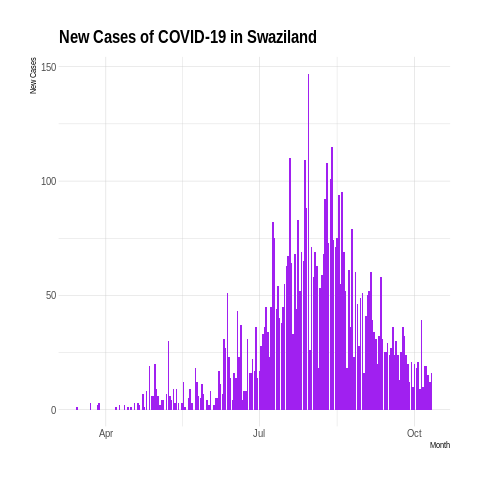 New Cases of COVID-19 in Swaziland
New Cases
150
100
50
0
Apr
Jul
Oct
Month